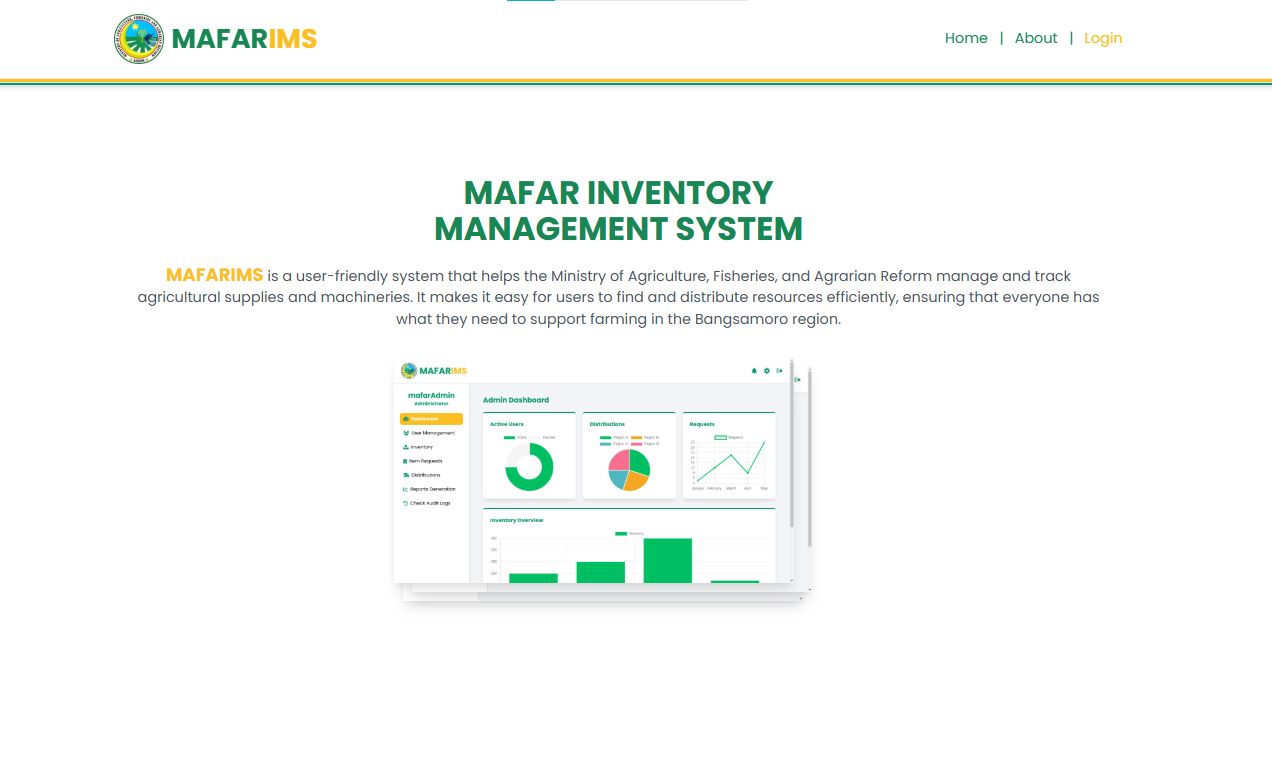 MAFARIMS
Home | About | Login
MAFAR INVENTORY
MANAGEMENT SYSTEM
MAFARIMS is a user-friendly system that helps the Ministry of Agriculture, Fisheries, and Agrarian Reform manage and track
agricultural supplies and machineries. It makes it easy for users to find and distribute resources efficiently, ensuring that everyone has
what they need to support farming in the Bangsamoro region.
MAFARIMS
mafarAdmin
Administrator
Dashboard
User Management
Inventory
Item Requests
Distributions
Reports Generation
Check Audit Logs
Admin Dashboard
Active Users
Distributions
Requests
Requests
January February March April May
Inventory Overview
Inventory